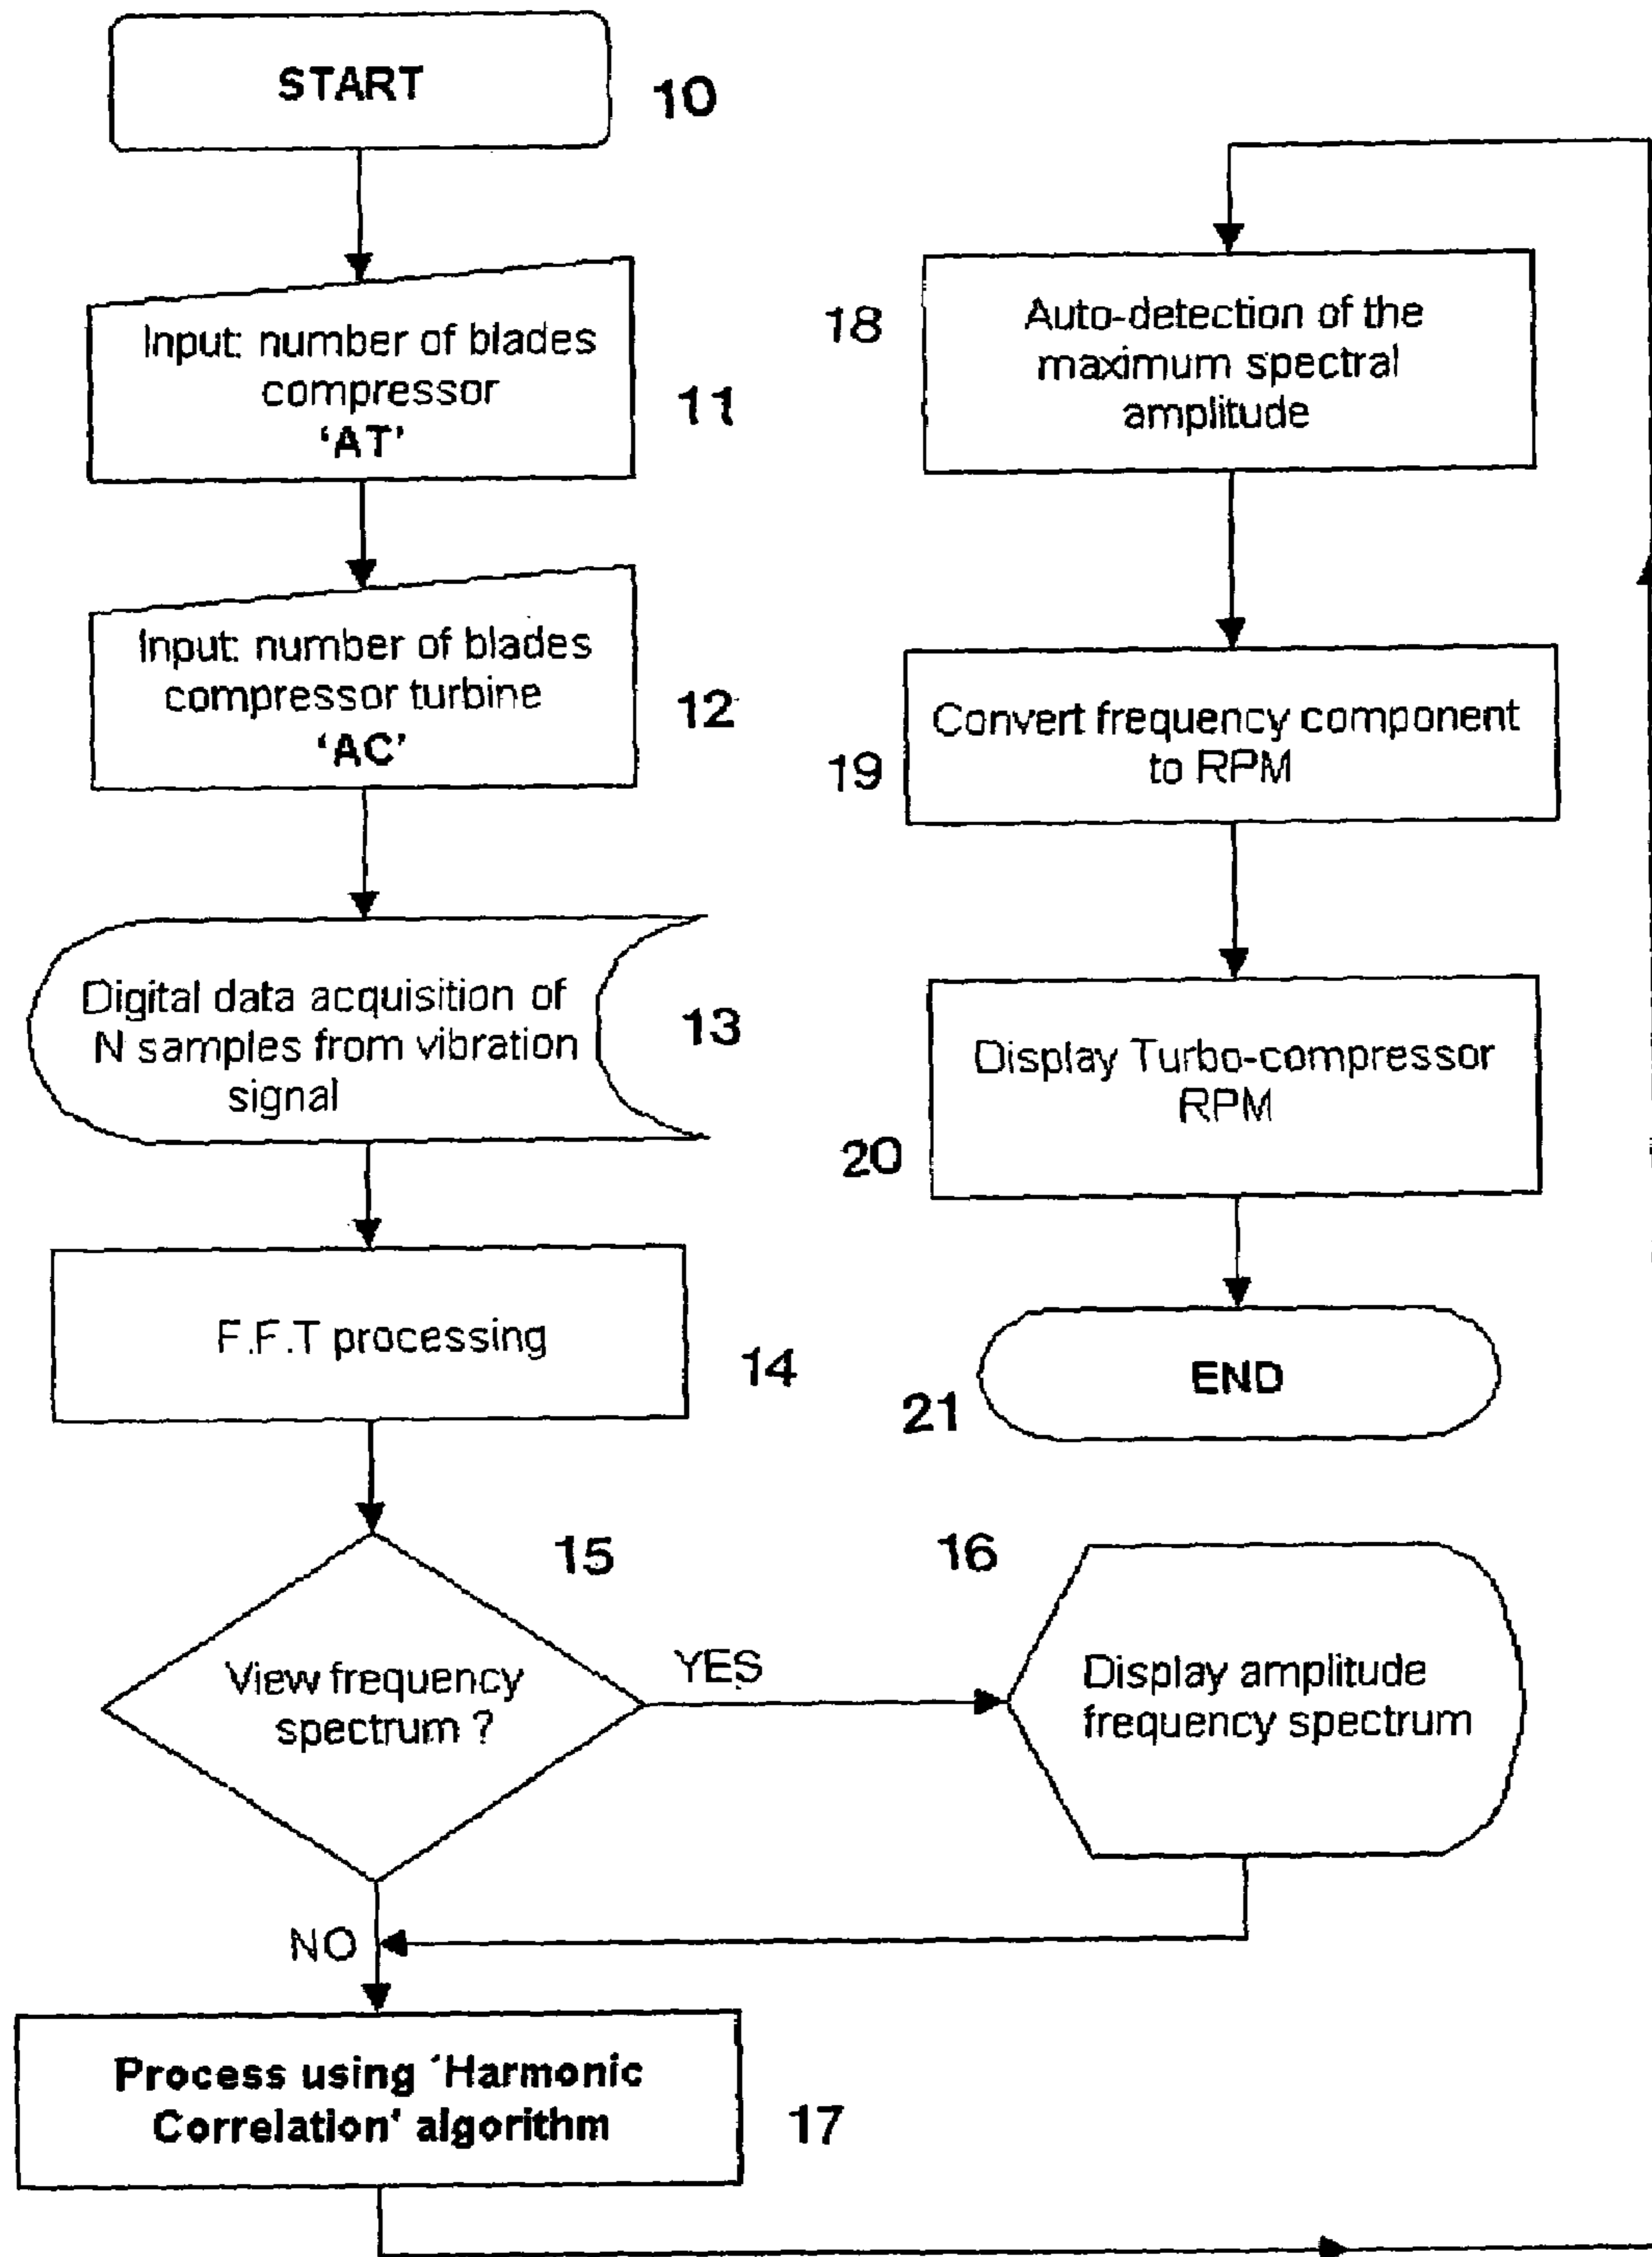 START
10
Input: number of blades
compressor
‘AT’
11
Input: number of blades
compressor turbine
‘AC’
12
Digital data acquisition of
N samples from vibration
signal
13
F.F.T processing
14
15
View frequency
spectrum ?
YES
NO
16
Display amplitude
frequency spectrum
Process using ‘Harmonic
Correlation’ algorithm
17
18
Auto-detection of the
maximum spectral
amplitude
19
Convert frequency component
to RPM
20
Display Turbo-compressor
RPM
21
END